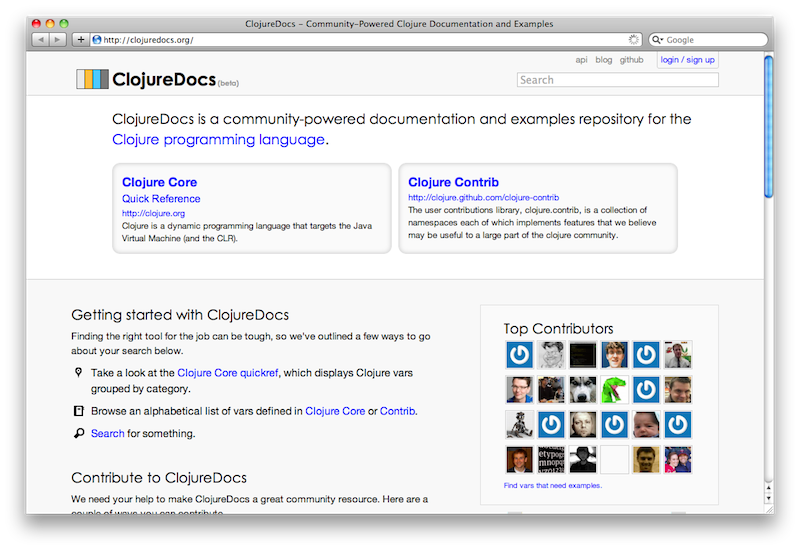 ClojureDocs – Community-Powered Clojure Documentation and Examples
http://clojuredocs.org/
Google
api blog github login / sign up
ClojureDocs (beta)
Search
ClojureDocs is a community-powered documentation and examples repository for the
Clojure programming language.
Clojure Core
Quick Reference
http://clojure.org
Clojure is a dynamic programming language that targets the Java
Virtual Machine (and the CLR).
Clojure Contrib
http://clojure.github.com/clojure-contrib
The user contributions library, clojure.contrib, is a collection of
namespaces each of which implements features that we believe
may be useful to a large part of the clojure community.
Getting started with ClojureDocs
Finding the right tool for the job can be tough, so we've outlined a few ways to go
about your search below.
Take a look at the Clojure Core quickref, which displays Clojure vars
grouped by category.
Browse an alphabetical list of vars defined in Clojure Core or Contrib.
Search for something.
Contribute to ClojureDocs
We need your help to make ClojureDocs a great community resource. Here are a
couple of ways you can contribute.
Top Contributors
Find vars that need examples.